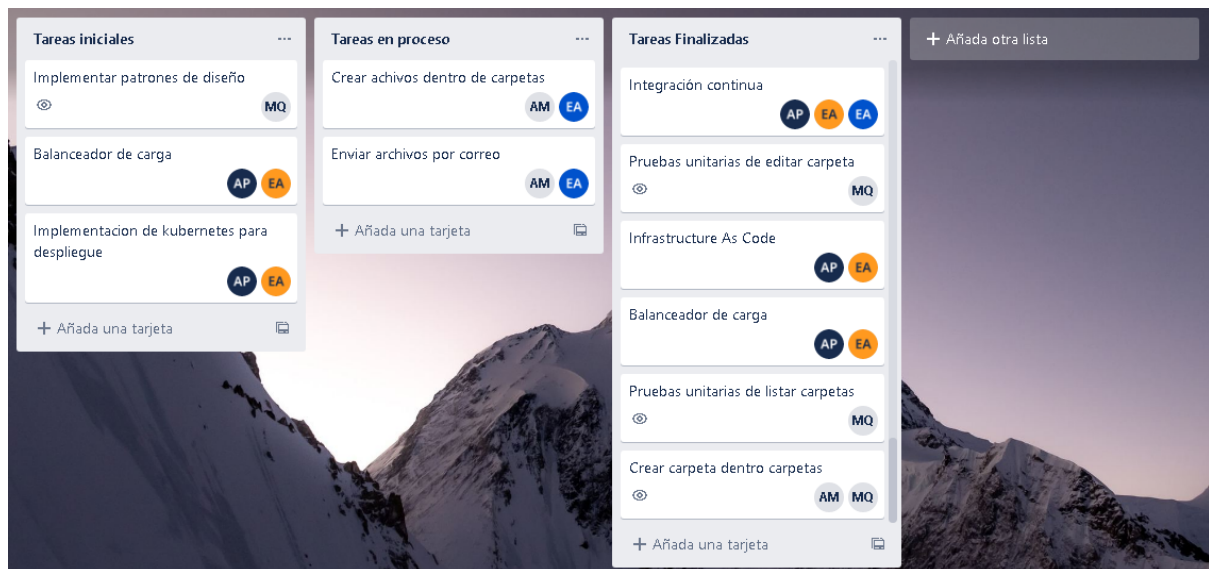 Tareas iniciales
Implementar patrones de diseño
MQ
Balanceador de carga
AP EA
Implementacion de kubernetes para
despliegue
AP EA
+ Añada una tarjeta
Tareas en proceso
Crear achivos dentro de carpetas
AM EA
Enviar archivos por correo
AM EA
+ Añada una tarjeta
Tareas Finalizadas
Integración continua
AP EA EA
Pruebas unitarias de editar carpeta
MQ
Infrastructure As Code
AP EA
Balanceador de carga
AP EA
Pruebas unitarias de listar carpetas
MQ
Crear carpeta dentro carpetas
AM MQ
+ Añada una tarjeta
+ Añada otra lista